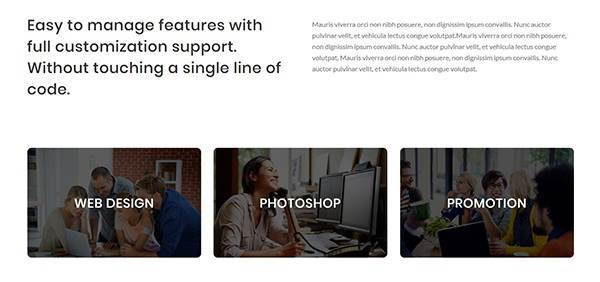 Easy to manage features with
full customization support.
Without touching a single line of
code.
Mauris viverra orci non nibh posuere, non dignissim ipsum convallis. Nunc auctor
pulvinar velit, et vehicula lectus congue volutpat.Mauris viverra orci non nibh posuere,
non dignissim ipsum convallis. Nunc auctor pulvinar velit, et vehicula lectus congue
volutpat. Mauris viverra orci non nibh posuere, non dignissim ipsum convallis. Nunc
auctor pulvinar velit, et vehicula lectus congue volutpat.
WEB DESIGN
PHOTOSHOP
PROMOTION